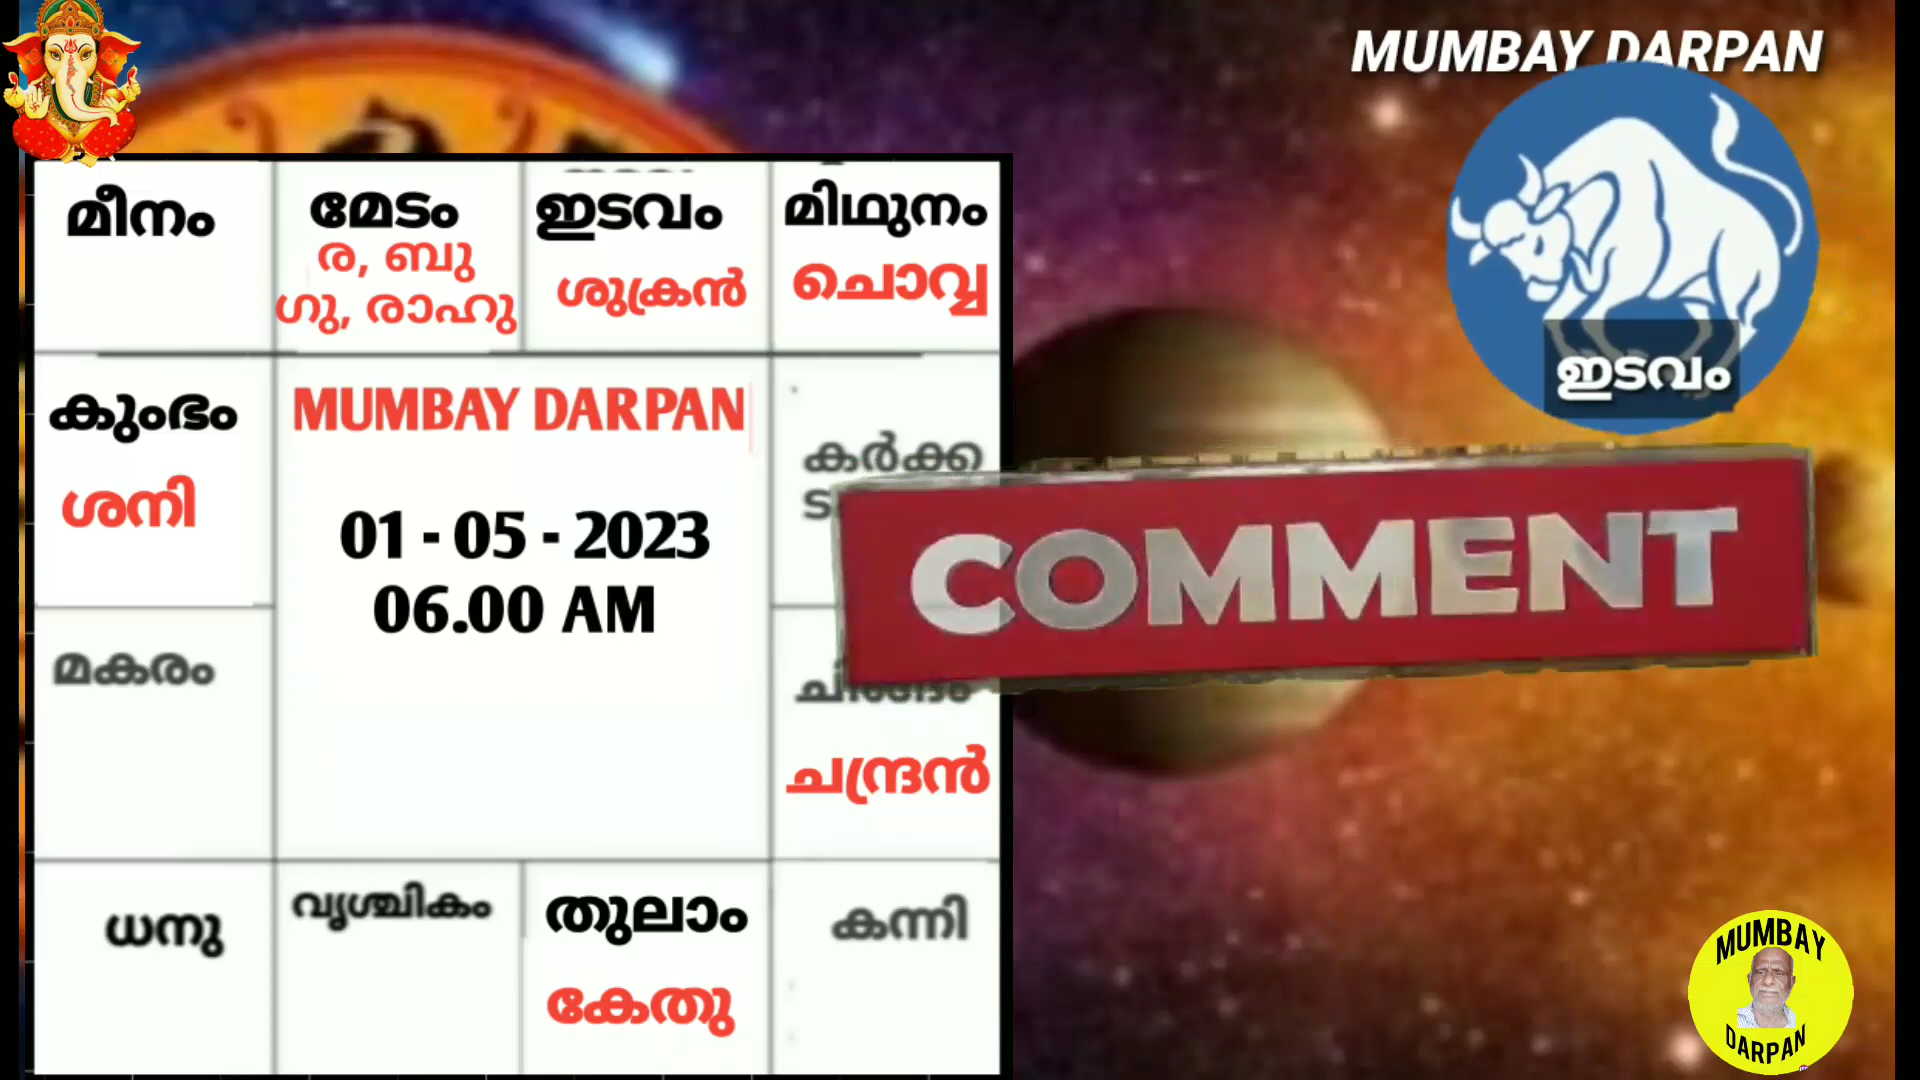 MUMBAY DARPAN
മീനം
മേടം
ര, ബു
ഗു, രാഹു
ഇടവം
ശുക്രൻ
മിഥുനം
ചൊവ്വ
ഇടവം
കുംഭം
ശനി
MUMBAY DARPAN
01 - 05 - 2023
06.00 AM
കർക്ക
COMMENT
മകരം
ചന്ദ്രൻ
ധനു
വൃശ്ചികം
തുലാം
കേതു
കന്നി
MUMBAY
DARPAN